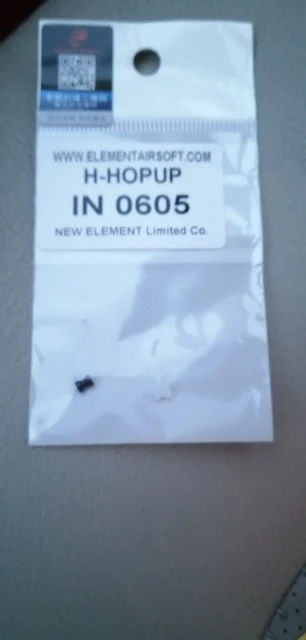 WWW.ELEMENTAIRSOFT.COM
H-HOPUP
IN 0605
NEW ELEMENT Limited Co.